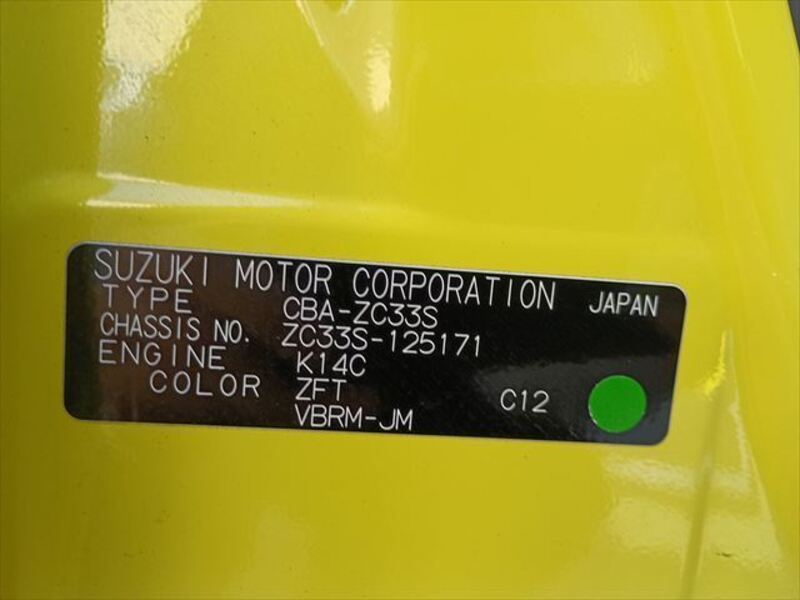 SUZUKI MOTOR CORPORATION JAPAN
TYPE CBA-ZC33S
CHASSIS NO. ZC33S-125171
ENGINE K14C
COLOR ZFT C12
VBRM-JM